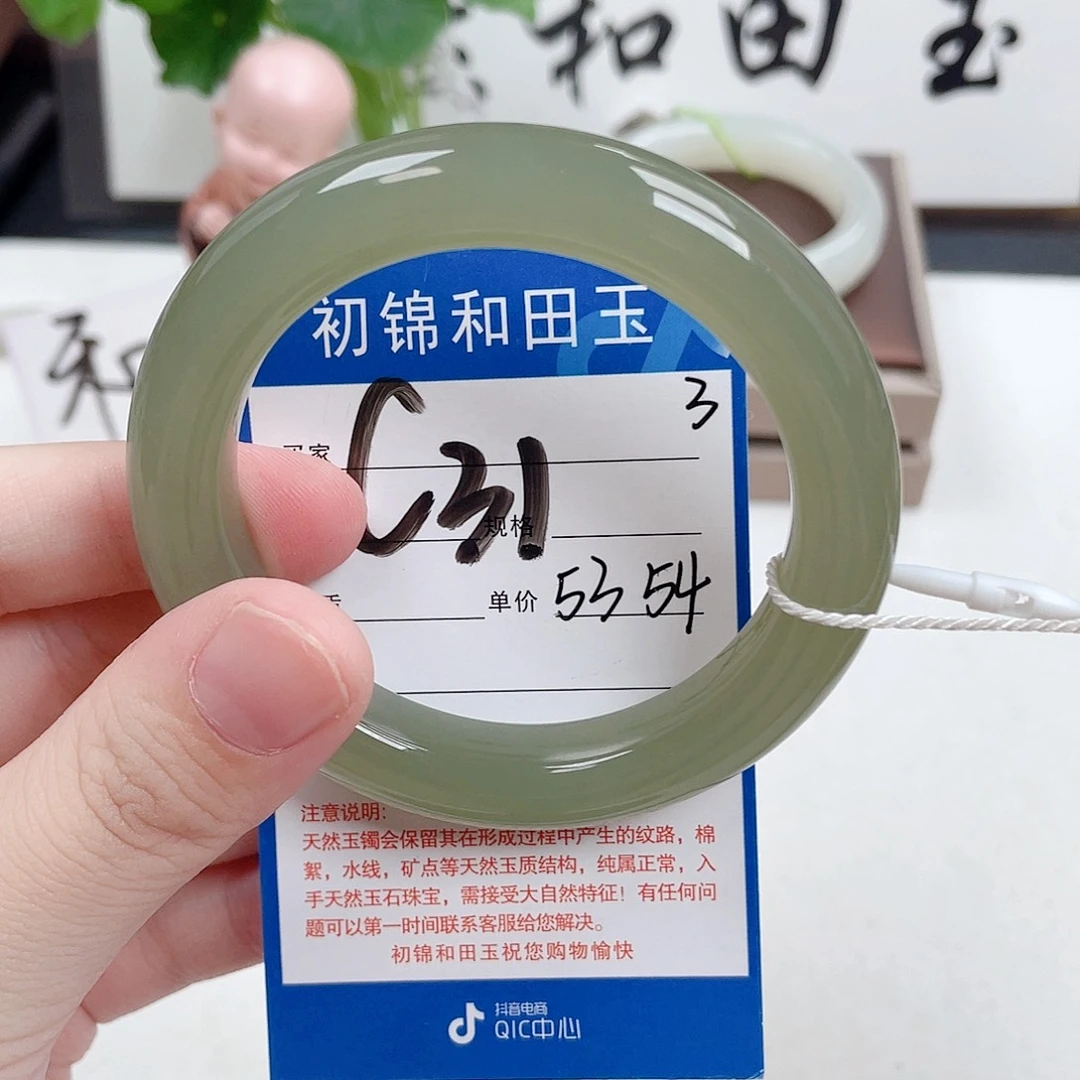 和田玉
初锦和田玉
3
C31
规格
单价 53 54
注意说明:
天然玉镯会保留其在形成过程中产生的纹路，棉
絮，水线，矿点等天然玉质结构，纯属正常，入
手天然玉石珠宝，需接受大自然特征！有任何问
题可以第一时间联系客服给您解决。
初锦和田玉祝您购物愉快
抖音电商
QIC中心